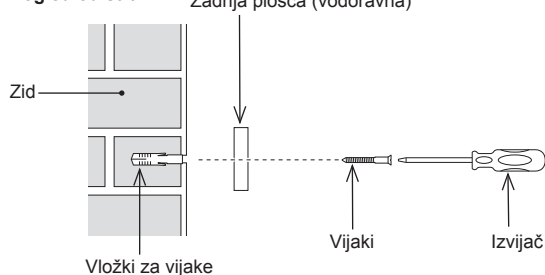 Zadnja plošča (vodoravna)
Zid
Vijaki
Izvijač
Vložki za vijake